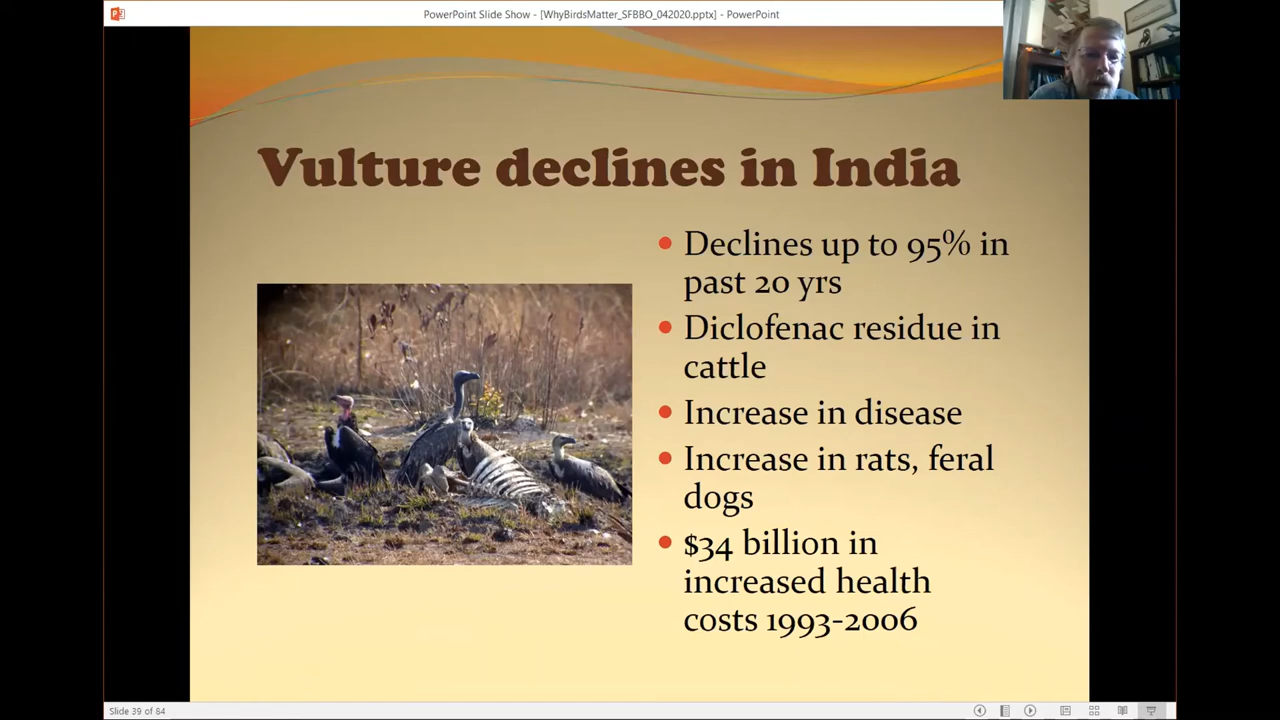 PowerPoint Slide Show - [WhyBirdsMatter_SFBBO_042020.pptx] - PowerPoint
Vulture declines in India
Declines up to 95% in
past 20 yrs
Diclofenac residue in
cattle
Increase in disease
Increase in rats, feral
dogs
$34 billion in
increased health
costs 1993-2006
Slide 39 of 84